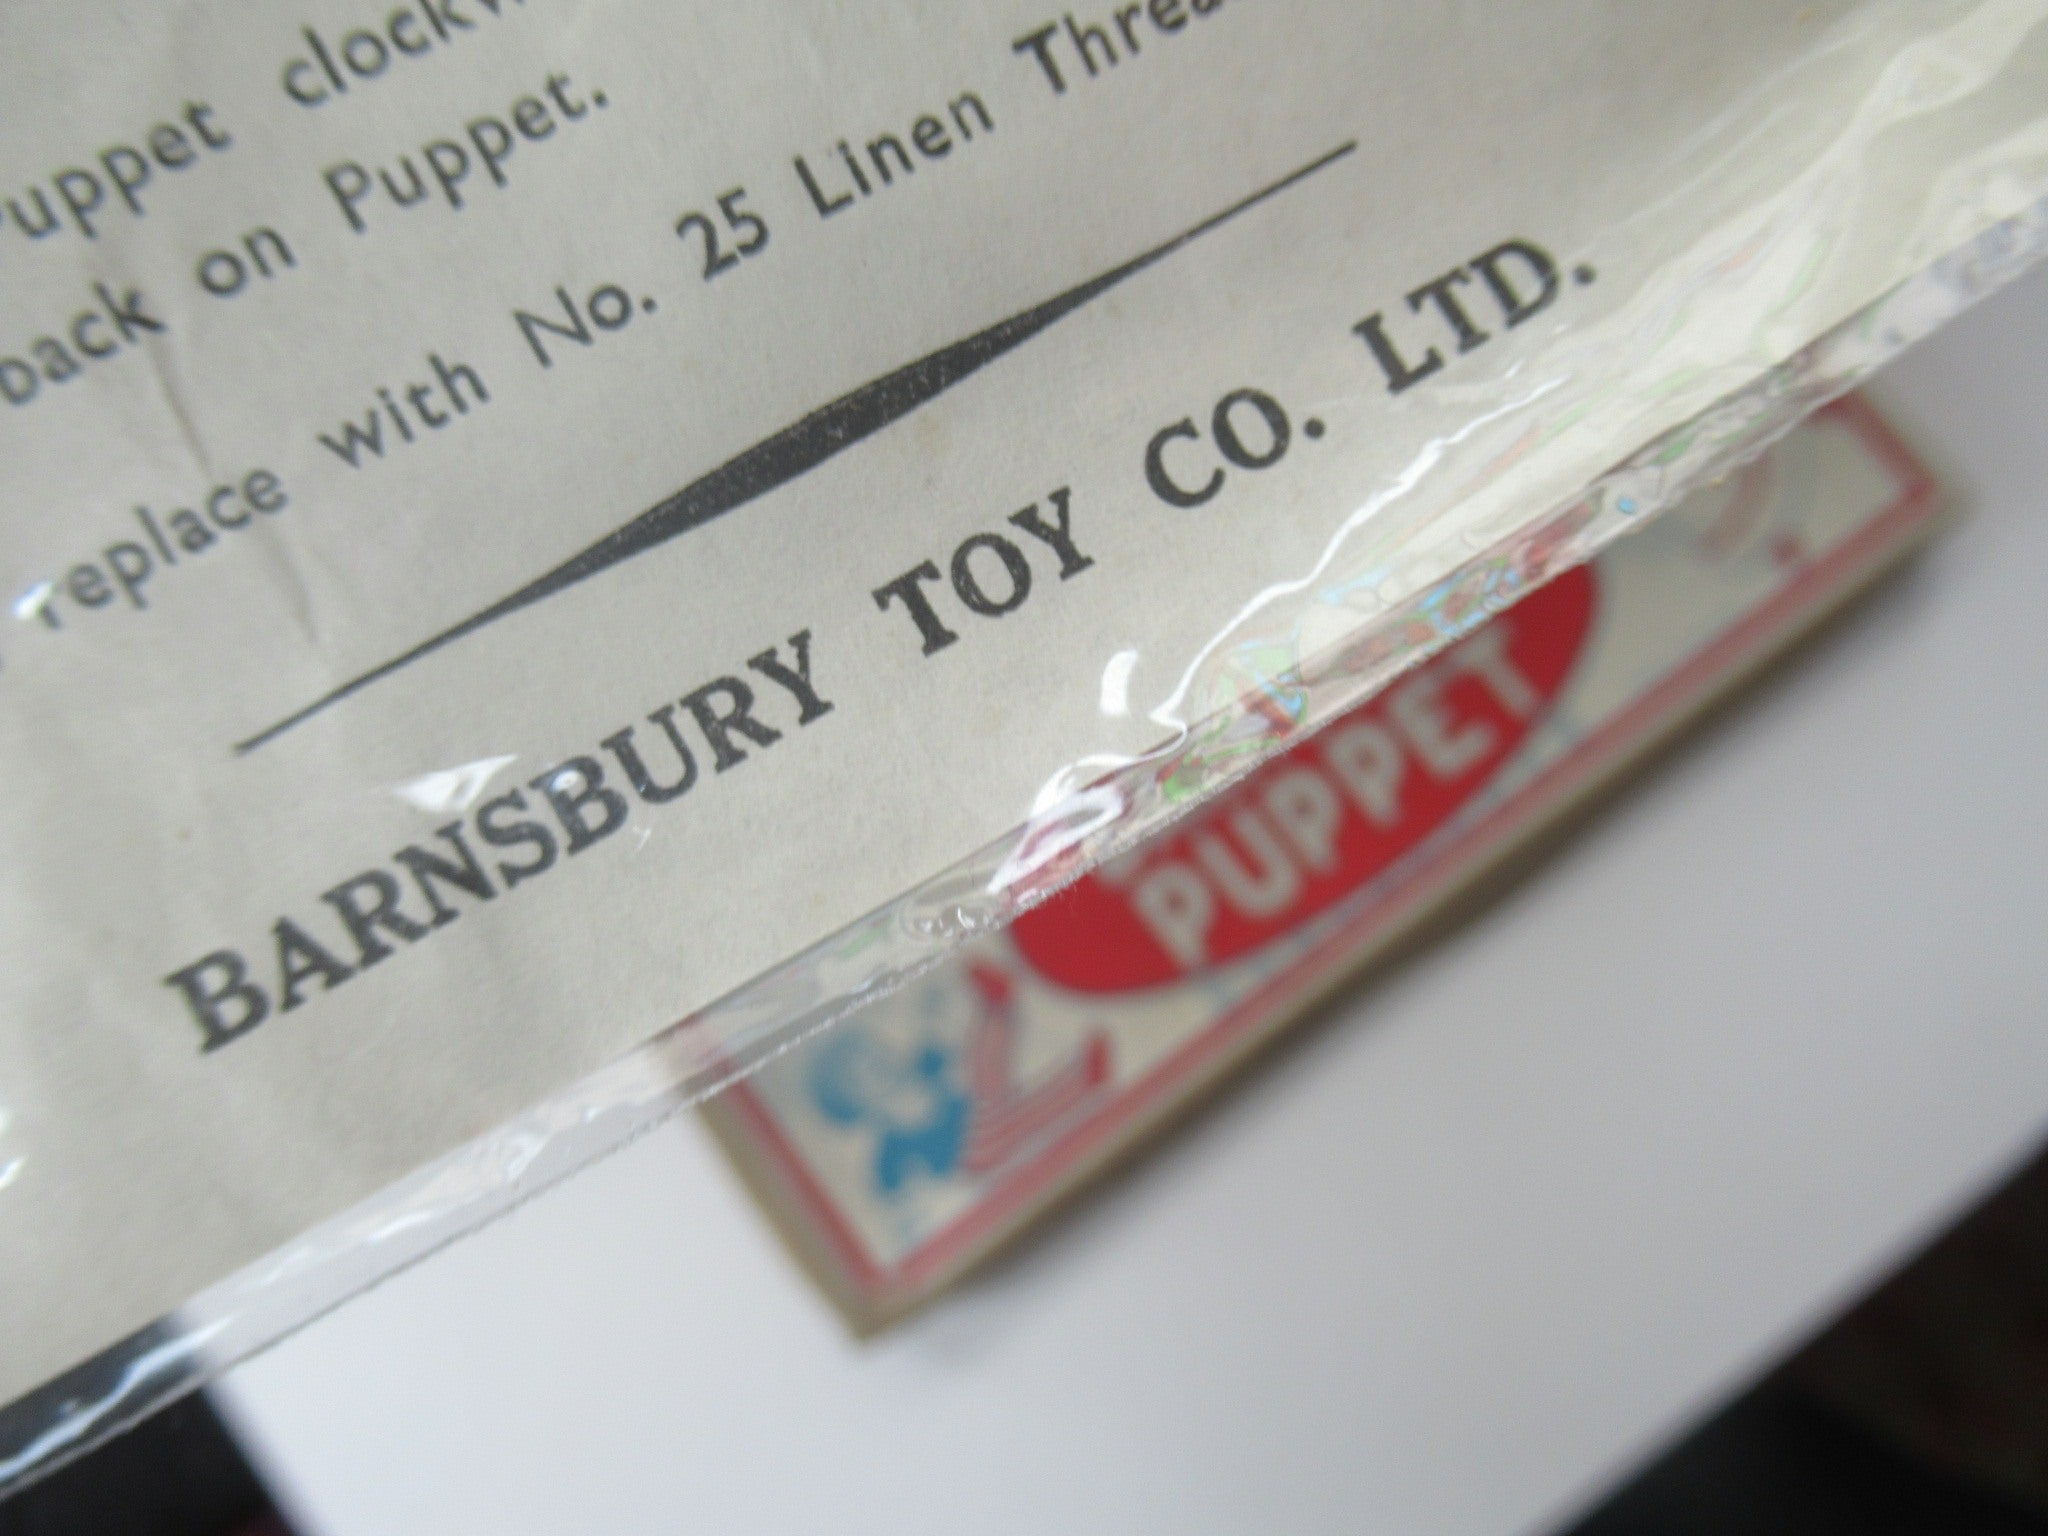 Puppet clockw
back on Puppet.
replace with No. 25 Linen Threa
BARNSBURY TOY CO. LTD.
PUPPET